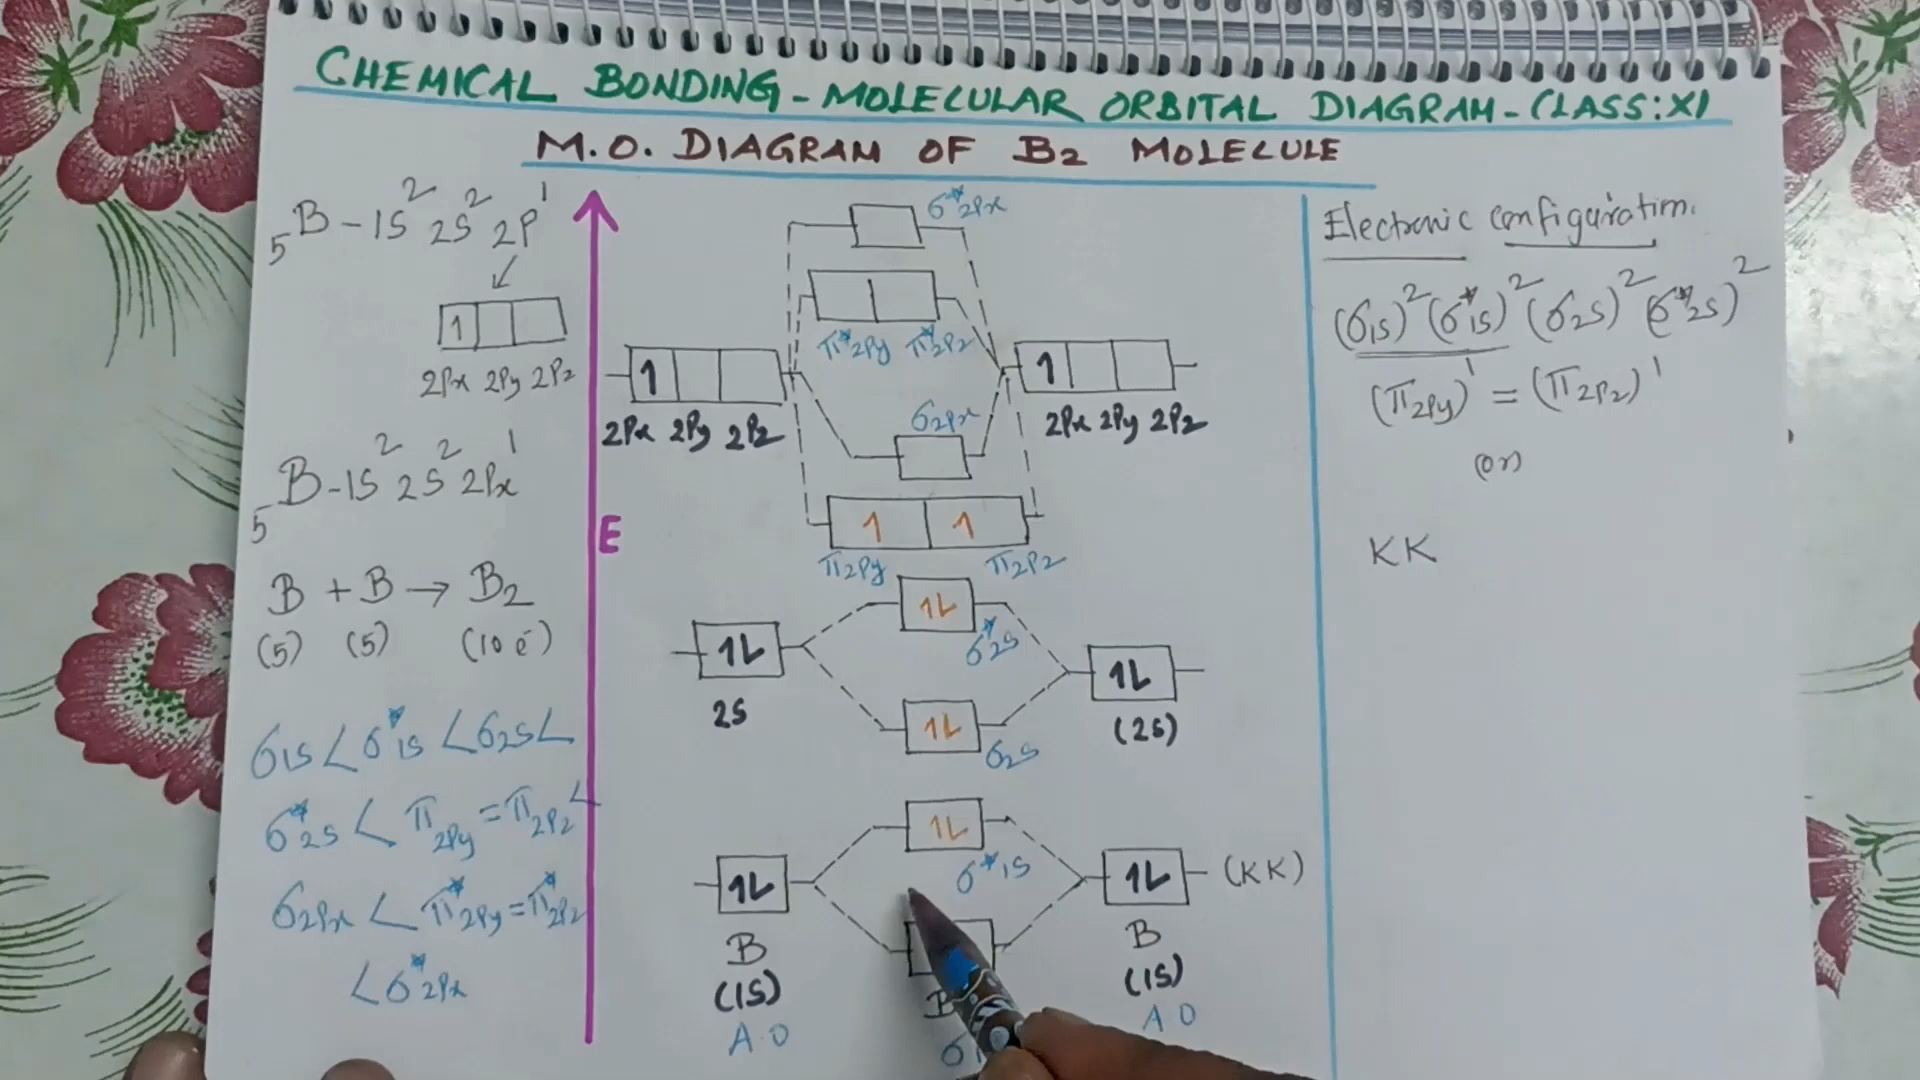 CHEMICAL BONDING - MOLECULAR ORBITAL DIAGRAM - CLASS: XI
M.O. DIAGRAM OF B2 MOLECULE
5B - 1S² 2S² 2P¹
1
2Px 2Py 2Pz
5B - 1S² 2S² 2Px¹
B + B → B2
(5) (5) (10 e⁻)
σ1s < σ*1s < σ2s <
σ*2s < π2Py = π2Pz <
σ2Px < π*2Py = π*2Pz
< σ*2Px
E
σ*2Px
π*2Py π*2Pz
1
2Px 2Py 2Pz
1
2Px 2Py 2Pz
σ2Px
1 1
π2Py π2Pz
1L
σ*2s
1L
2S
1L
(2S)
1L
σ2s
1L
σ*1s
1L
1L (KK)
B
(1S)
A.O
B
(1S)
A O
Electronic configuration.
(σ1s)² (σ*1s)² (σ2s)² (σ*2s)²
(π2Py)¹ = (π2Pz)¹
(or)
KK